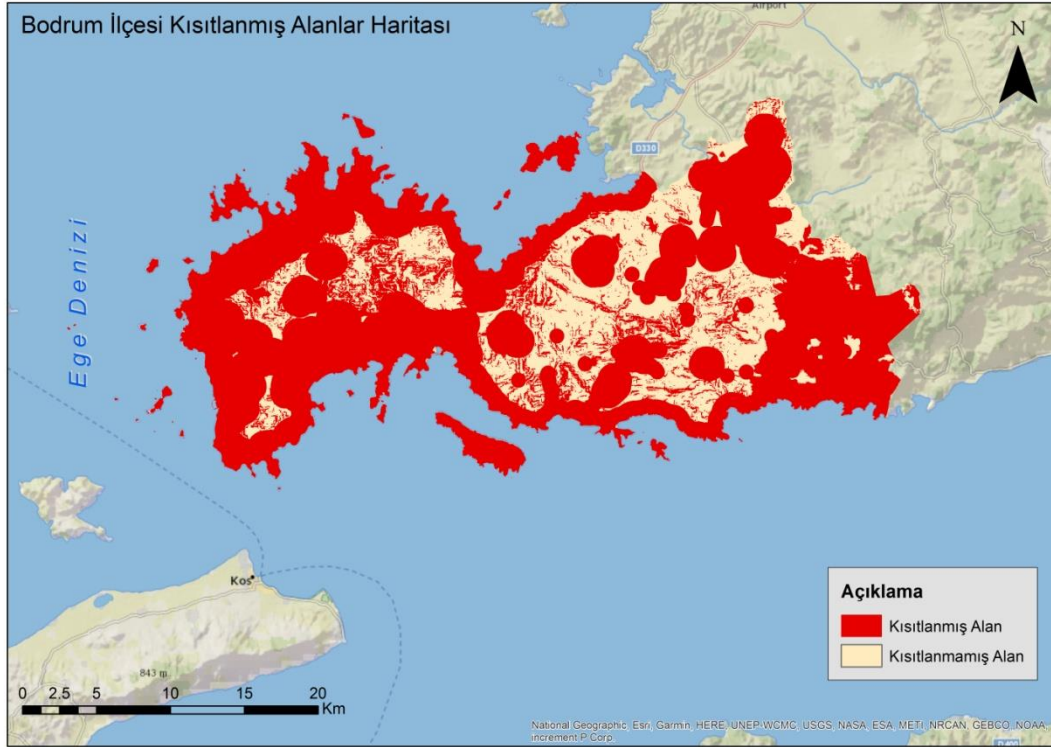 Bodrum İlçesi Kısıtlanmış Alanlar Haritası
Airport
N
D330
Ege Denizi
Kos
843 m
Açıklama
Kısıtlanmış Alan
Kısıtlanmamış Alan
0 2.5 5 10 15 20
Km
National Geographic, Esri, Garmin, HERE, UNEP-WCMC, USGS, NASA, ESA, METI, NRCAN, GEBCO, NOAA,
increment P Corp.